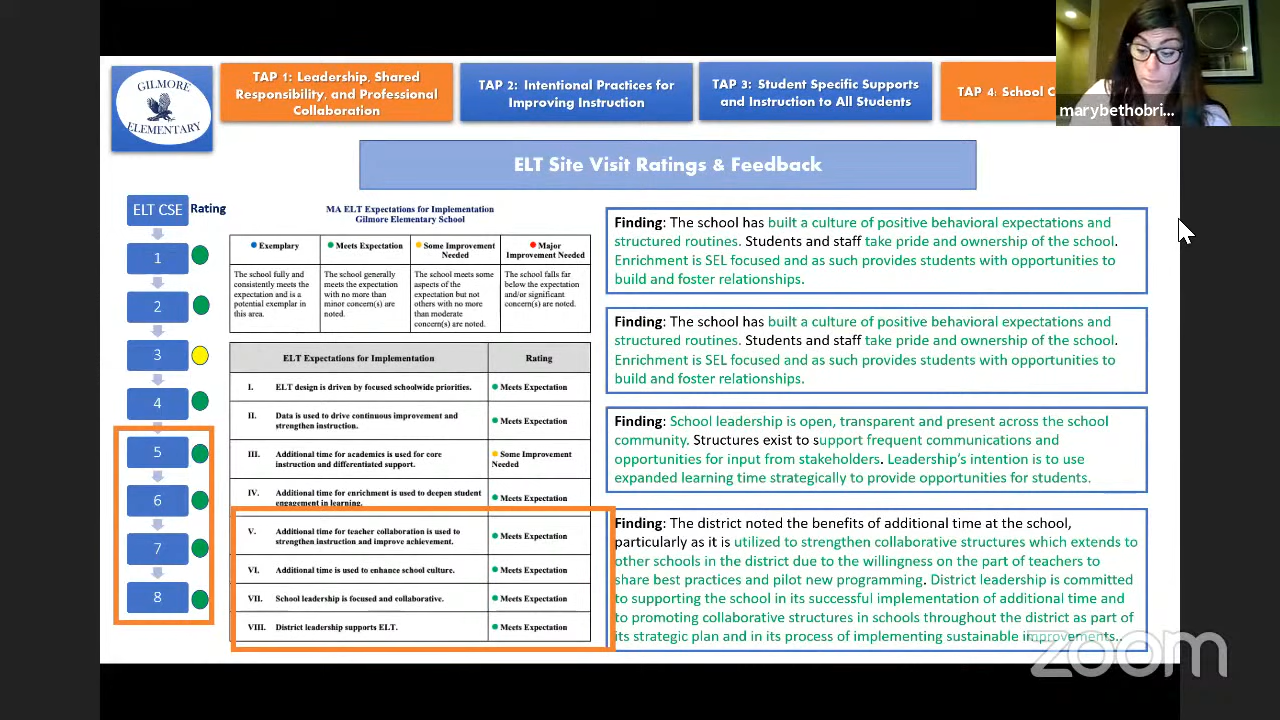 GILMORE
ELEMENTARY
TAP 1: Leadership, Shared
Responsibility, and Professional
Collaboration
TAP 2: Intentional Practices for
Improving Instruction
TAP 3: Student Specific Supports
and Instruction to All Students
TAP 4: School C
marybethobri...
ELT Site Visit Ratings & Feedback
ELT CSE
Rating
1
2
3
4
5
6
7
8
MA ELT Expectations for Implementation
Gilmore Elementary School
Exemplary
Meets Expectation
Some Improvement
Needed
Major
Improvement Needed
The school fully and
consistently meets the
expectation and is a
potential exemplar in
this area.
The school generally
meets the expectation
with no more than
minor concern(s) are
noted.
The school meets some
aspects of the
expectation but not
others with no more
than moderate
concern(s) are noted.
The school falls far
below the expectation
and/or significant
concern(s) are noted.
ELT Expectations for Implementation
Rating
I. ELT design is driven by focused schoolwide priorities.
Meets Expectation
II. Data is used to drive continuous improvement and
strengthen instruction.
Meets Expectation
III. Additional time for academics is used for core
instruction and differentiated support.
Some Improvement
Needed
IV. Additional time for enrichment is used to deepen student
engagement in learning.
Meets Expectation
V. Additional time for teacher collaboration is used to
strengthen instruction and improve achievement.
Meets Expectation
VI. Additional time is used to enhance school culture.
Meets Expectation
VII. School leadership is focused and collaborative.
Meets Expectation
VIII. District leadership supports ELT.
Meets Expectation
Finding: The school has built a culture of positive behavioral expectations and
structured routines. Students and staff take pride and ownership of the school.
Enrichment is SEL focused and as such provides students with opportunities to
build and foster relationships.
Finding: The school has built a culture of positive behavioral expectations and
structured routines. Students and staff take pride and ownership of the school.
Enrichment is SEL focused and as such provides students with opportunities to
build and foster relationships.
Finding: School leadership is open, transparent and present across the school
community. Structures exist to support frequent communications and
opportunities for input from stakeholders. Leadership's intention is to use
expanded learning time strategically to provide opportunities for students.
Finding: The district noted the benefits of additional time at the school,
particularly as it is utilized to strengthen collaborative structures which extends to
other schools in the district due to the willingness on the part of teachers to
share best practices and pilot new programming. District leadership is committed
to supporting the school in its successful implementation of additional time and
to promoting collaborative structures in schools throughout the district as part of
its strategic plan and in its process of implementing sustainable improvements..
zoom